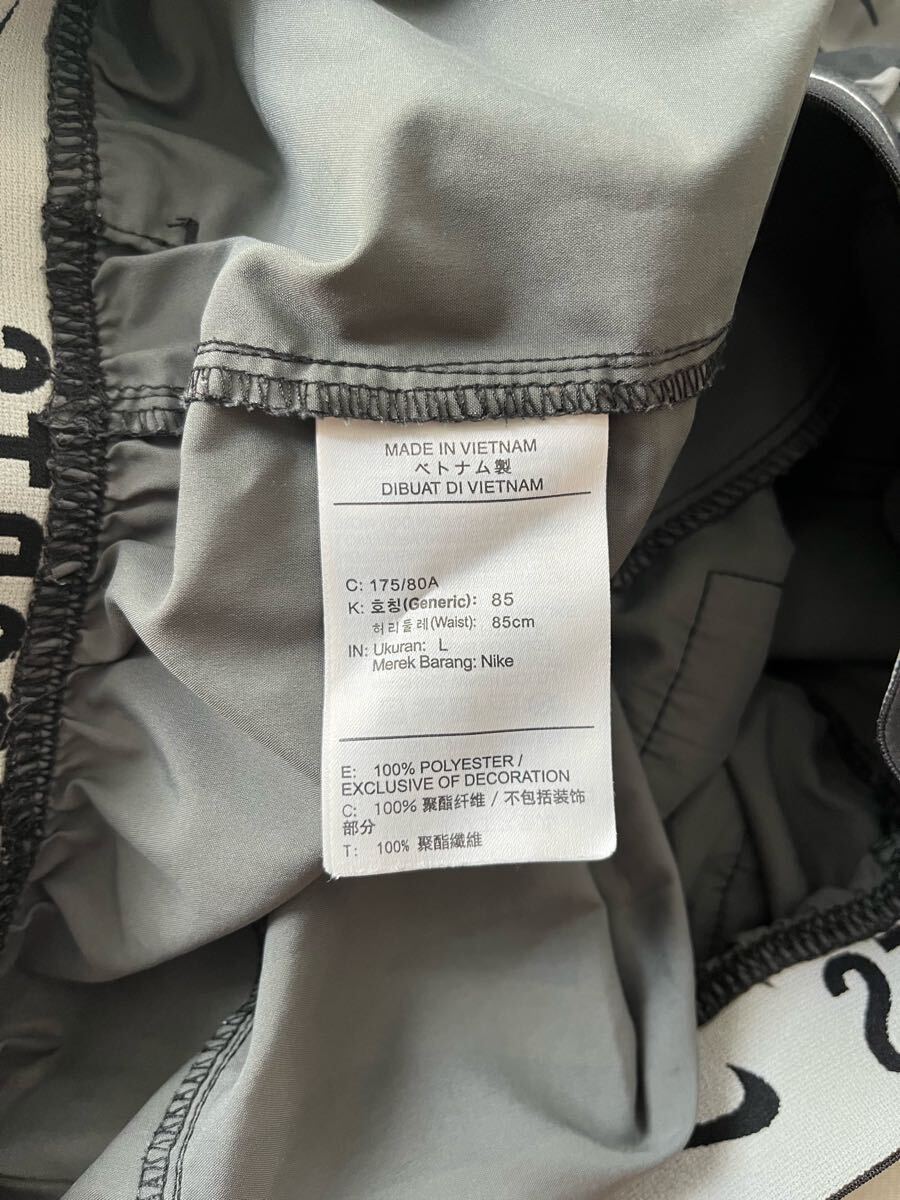 MADE IN VIETNAM
ベトナム製
DIBUAT DI VIETNAM
C: 175/80A
K: 호칭(Generic): 85
허리둘레(Waist): 85cm
IN: Ukuran: L
Merek Barang: Nike
E: 100% POLYESTER /
EXCLUSIVE OF DECORATION
C: 100% 聚酯纤维 / 不包括装饰
部分
T: 100% 聚酯纖維